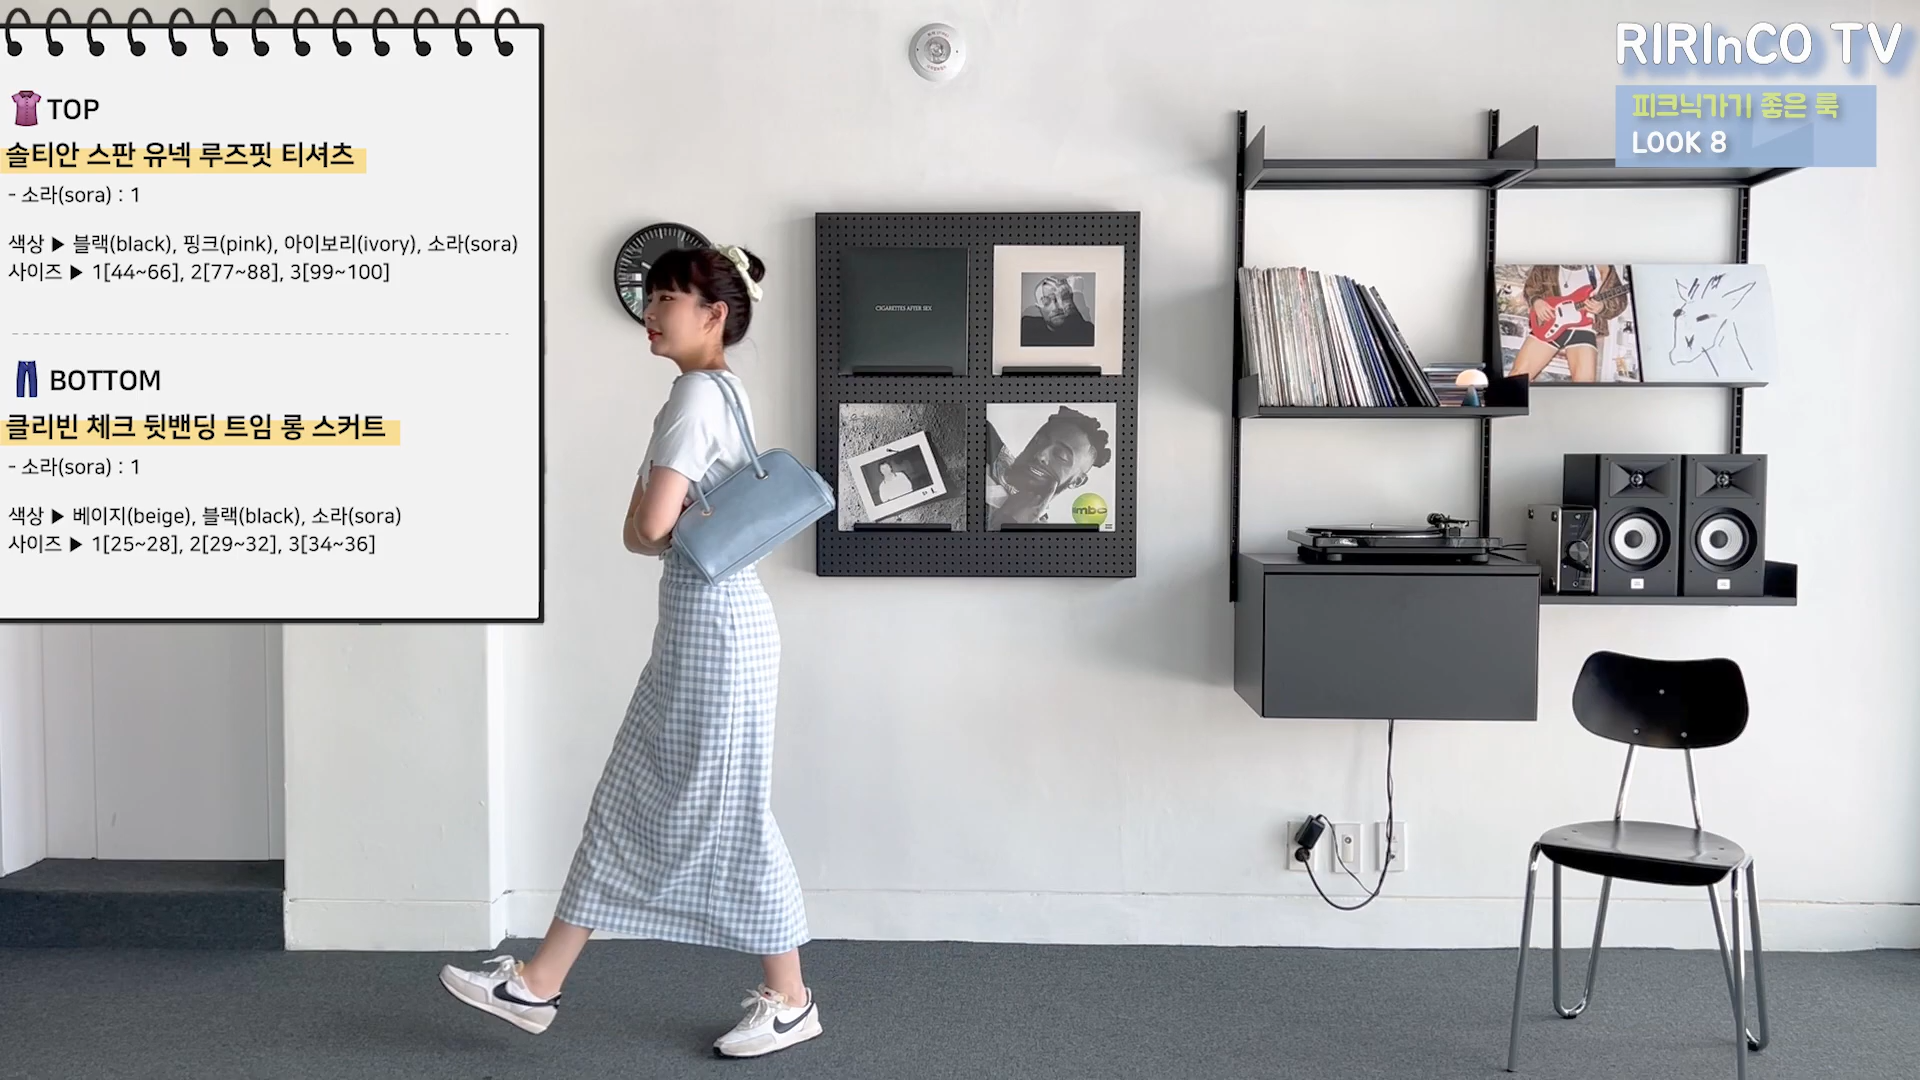 TOP
솔티안 스판 유넥 루즈핏 티셔츠
- 소라(sora) : 1
색상 ▶ 블랙(black), 핑크(pink), 아이보리(ivory), 소라(sora)
사이즈 ▶ 1[44~66], 2[77~88], 3[99~100]
BOTTOM
클리빈 체크 뒷밴딩 트임 롱 스커트
- 소라(sora) : 1
색상 ▶ 베이지(beige), 블랙(black), 소라(sora)
사이즈 ▶ 1[25~28], 2[29~32], 3[34~36]
RIRInCO TV
피크닉가기 좋은 룩
LOOK 8
CIGARETTES AFTER SEX
JBL
JBL